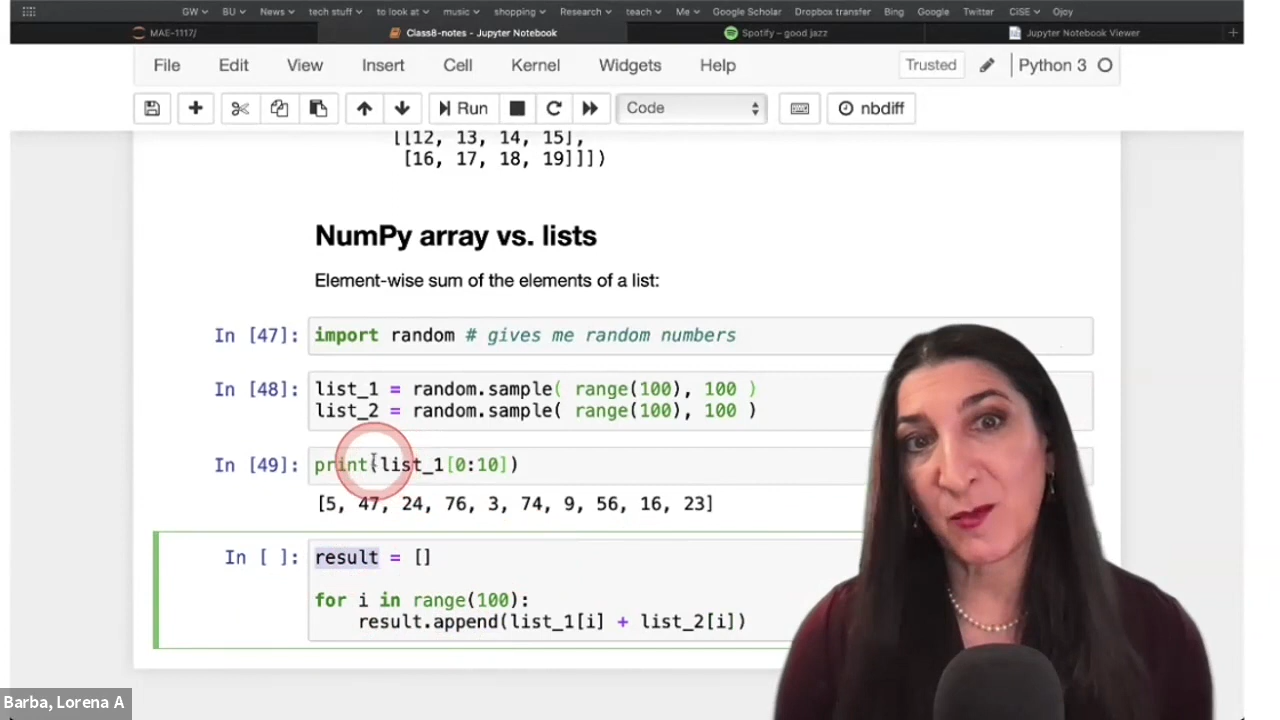 GW BU News tech stuff to look at music shopping Research teach Me Google Scholar Dropbox transfer Bing Google Twitter CiSE Ojoy
MAE-1117/ Class8-notes - Jupyter Notebook Spotify – good jazz Jupyter Notebook Viewer +
File Edit View Insert Cell Kernel Widgets Help Trusted Python 3
Run Code nbdiff
[[12, 13, 14, 15],
[16, 17, 18, 19]]])
NumPy array vs. lists
Element-wise sum of the elements of a list:
In [47]: import random # gives me random numbers
In [48]: list_1 = random.sample( range(100), 100 )
list_2 = random.sample( range(100), 100 )
In [49]: print(list_1[0:10])
[5, 47, 24, 76, 3, 74, 9, 56, 16, 23]
In [ ]: result = []
for i in range(100):
result.append(list_1[i] + list_2[i])
Barba, Lorena A